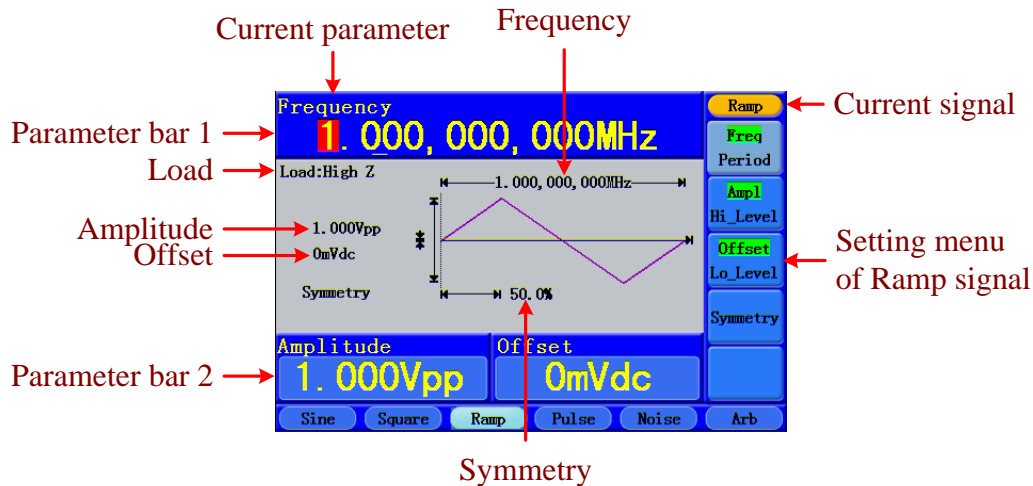 Current parameter
Frequency
Frequency
Ramp
Current signal
Parameter bar 1
1.000,000,000MHz
Freq
Period
Load
Load:High Z
1.000,000,000MHz
Ampl
Hi_Level
Amplitude
1.000Vpp
Offset
0mVdc
Offset
Lo_Level
Setting menu
of Ramp signal
Symmetry
50.0%
Symmetry
Amplitude
Offset
Parameter bar 2
1.000Vpp
0mVdc
Sine
Square
Ramp
Pulse
Noise
Arb
Symmetry